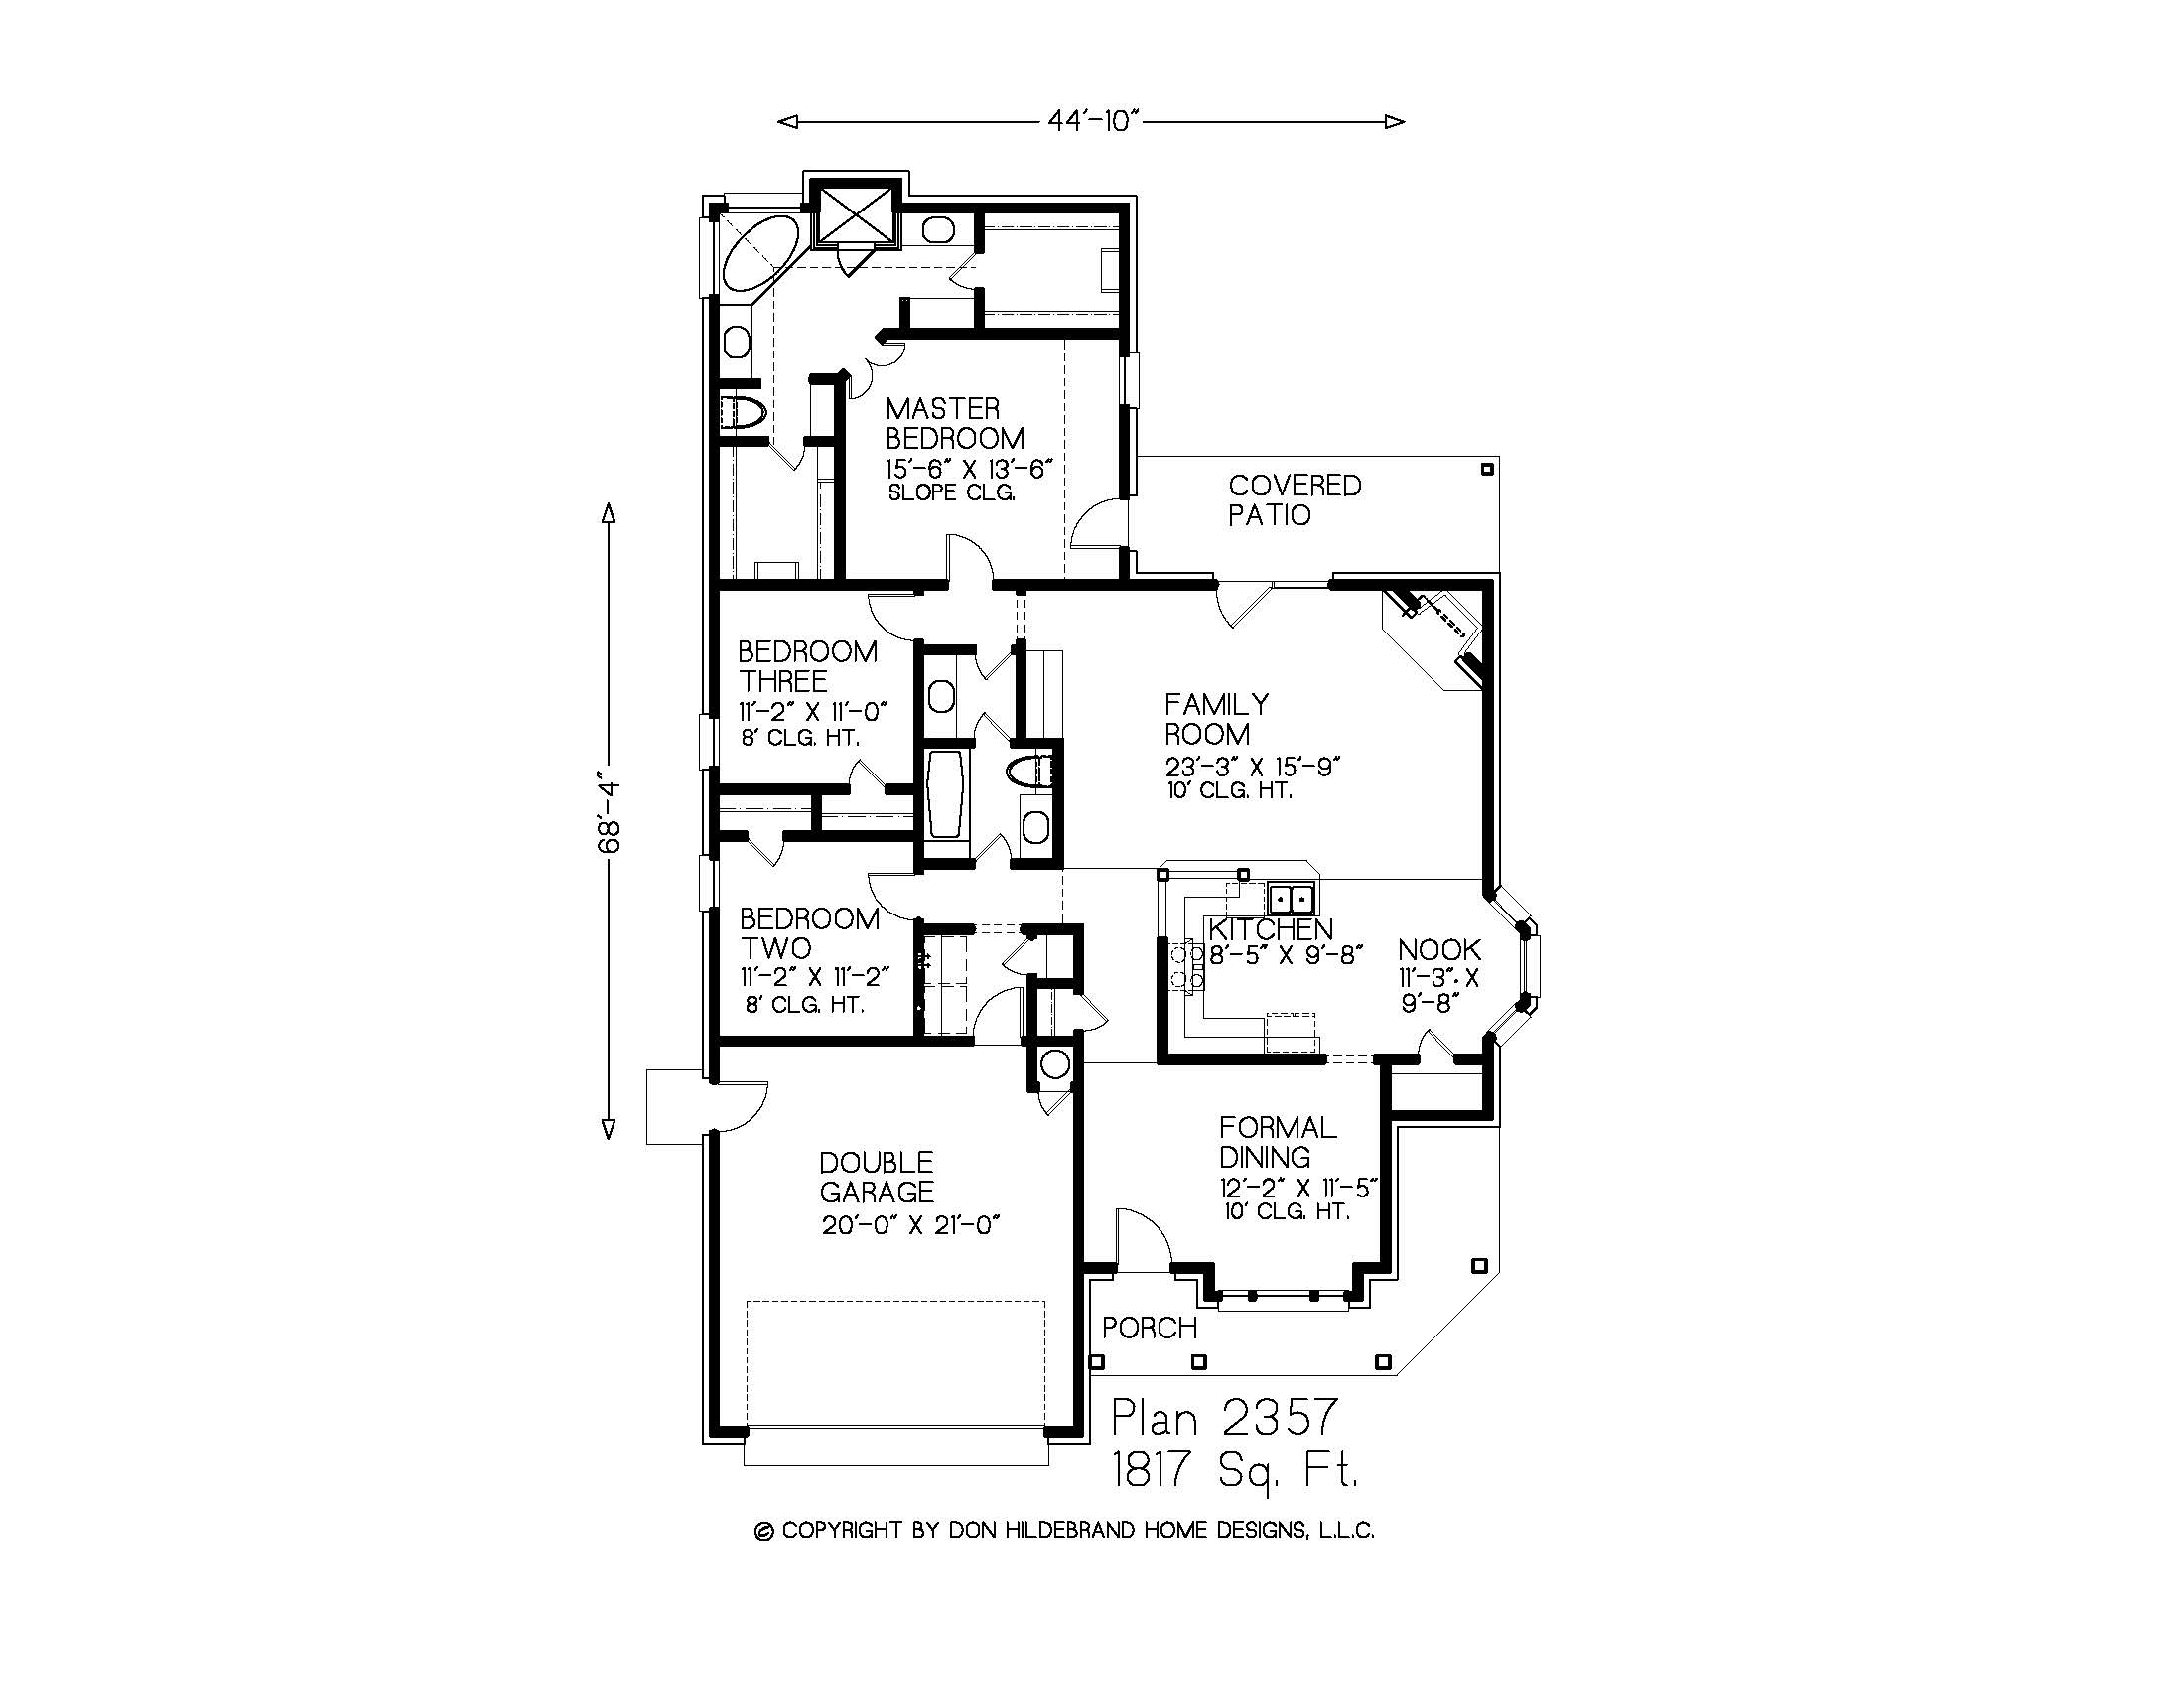 44'-10"
MASTER
BEDROOM
15'-6" X 13'-6"
SLOPE CLG.
COVERED
PATIO
BEDROOM
THREE
11'-2" X 11'-0"
8' CLG. HT.
FAMILY
ROOM
23'-3" X 15'-9"
10' CLG. HT.
68'-4"
BEDROOM
TWO
11'-2" X 11'-2"
8' CLG. HT.
KITCHEN
8'-5" X 9'-8"
NOOK
11'-3". X
9'-8"
FORMAL
DINING
12'-2" X 11'-5"
10' CLG. HT.
DOUBLE
GARAGE
20'-0" X 21'-0"
PORCH
Plan 2357
1817 Sq. Ft.
© COPYRIGHT BY DON HILDEBRAND HOME DESIGNS, L.L.C.